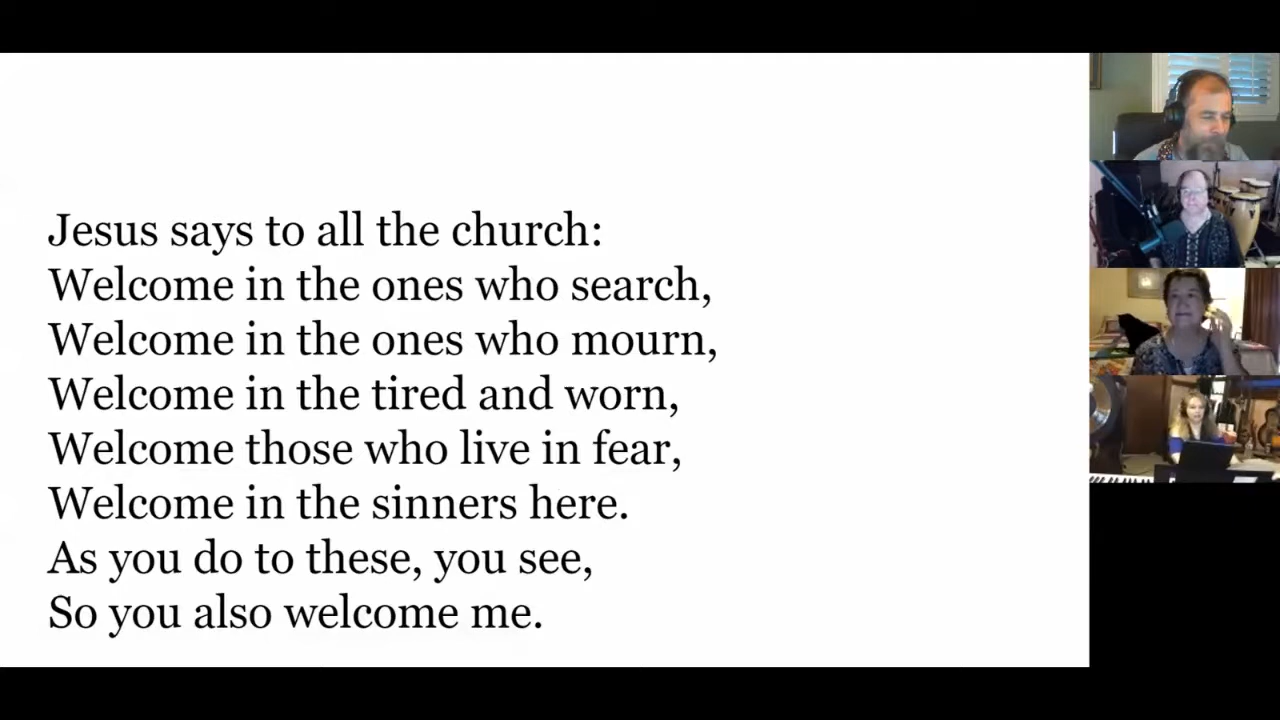 Jesus says to all the church:
Welcome in the ones who search,
Welcome in the ones who mourn,
Welcome in the tired and worn,
Welcome those who live in fear,
Welcome in the sinners here.
As you do to these, you see,
So you also welcome me.